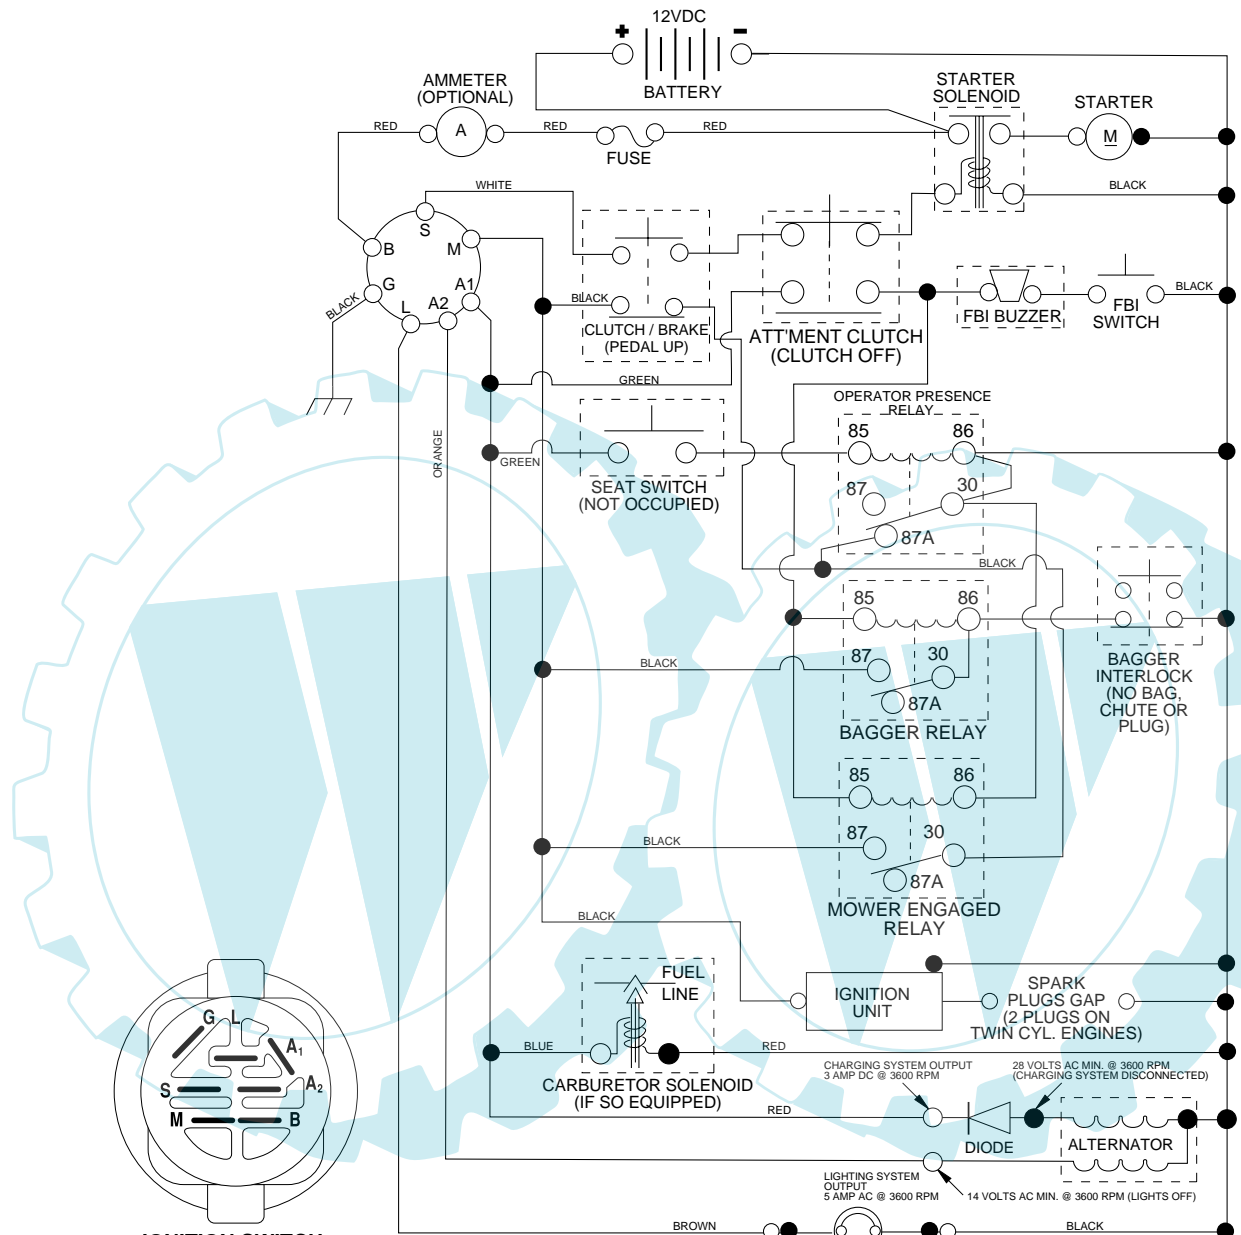 12VDC
+
-
BATTERY
AMMETER
(OPTIONAL)
STARTER
SOLENOID
STARTER
RED
A
RED
FUSE
RED
M
WHITE
BLACK
S
B
M
G
L
A2
A1
BLACK
BLACK
CLUTCH / BRAKE
(PEDAL UP)
ATT'MENT CLUTCH
(CLUTCH OFF)
FBI BUZZER
FBI
SWITCH
BLACK
GREEN
OPERATOR PRESENCE
RELAY
ORANGE
GREEN
SEAT SWITCH
(NOT OCCUPIED)
85
86
87
30
87A
BLACK
85
86
87
30
87A
BLACK
BAGGER RELAY
BAGGER
INTERLOCK
(NO BAG,
CHUTE OR
PLUG)
85
86
87
30
87A
BLACK
MOWER ENGAGED
RELAY
BLACK
FUEL
LINE
IGNITION
UNIT
SPARK
PLUGS GAP
(2 PLUGS ON
TWIN CYL. ENGINES)
BLUE
RED
CARBURETOR SOLENOID
(IF SO EQUIPPED)
CHARGING SYSTEM OUTPUT
3 AMP DC @ 3600 RPM
28 VOLTS AC MIN. @ 3600 RPM
(CHARGING SYSTEM DISCONNECTED)
RED
DIODE
ALTERNATOR
LIGHTING SYSTEM
OUTPUT
5 AMP AC @ 3600 RPM
14 VOLTS AC MIN. @ 3600 RPM (LIGHTS OFF)
BROWN
BLACK
G
L
A1
A2
S
M
B
IGNITION SWITCH